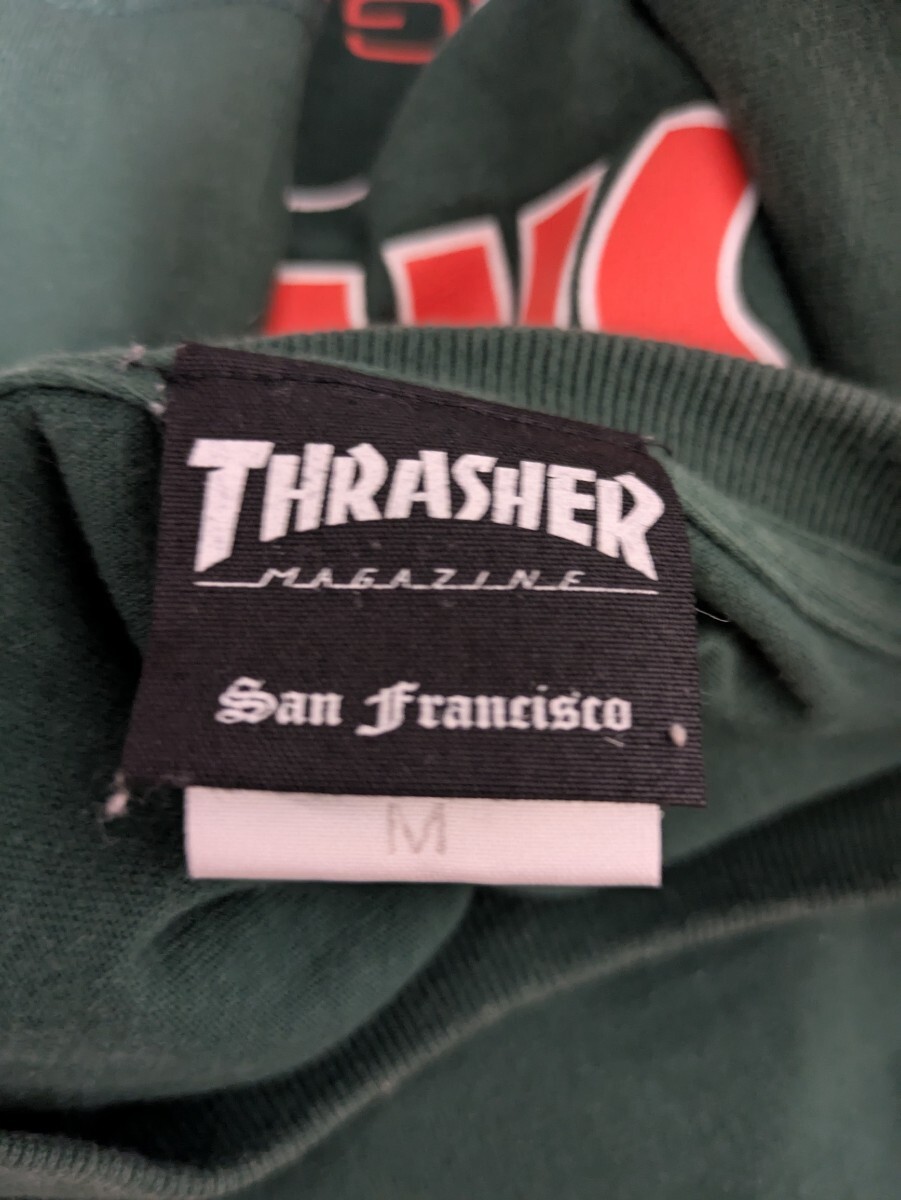 THRASHER
MAGAZINE
San Francisco
M